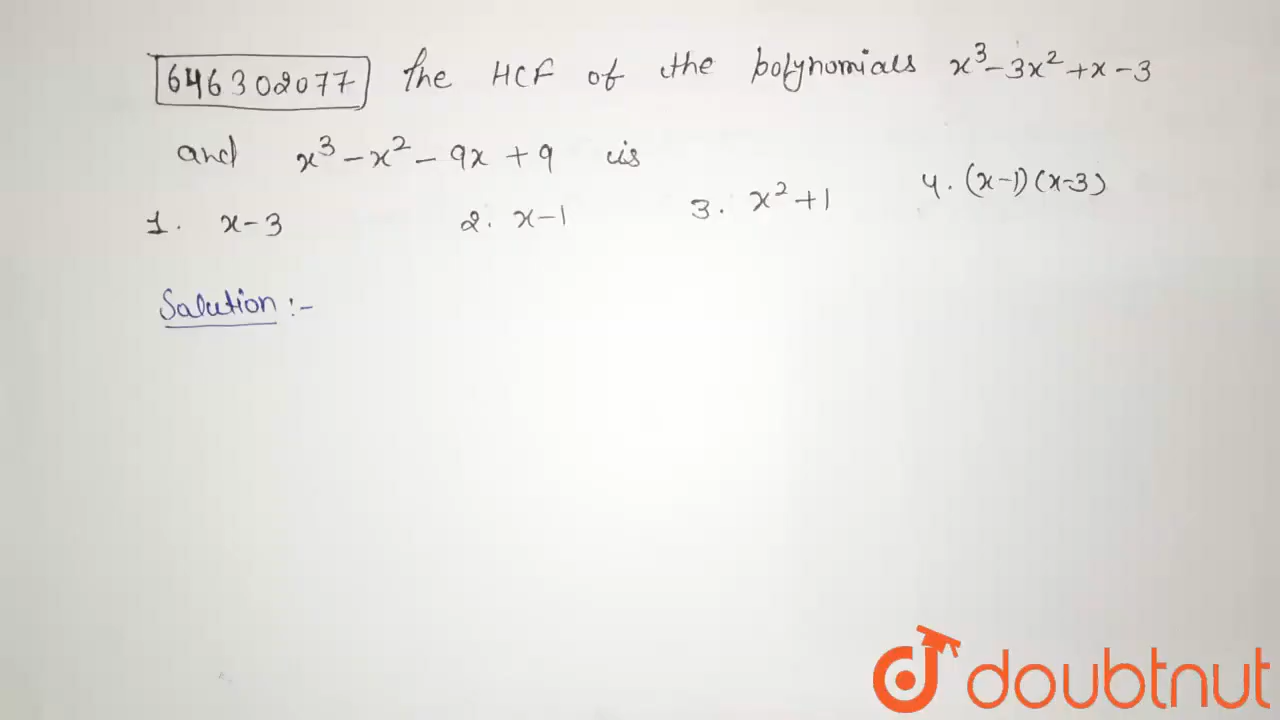 646302077 The HCF of the polynomials x³-3x²+x-3
and x³-x²-9x+9 is
1. x-3 2. x-1 3. x²+1 4. (x-1)(x-3)
Solution :-
doubtnut